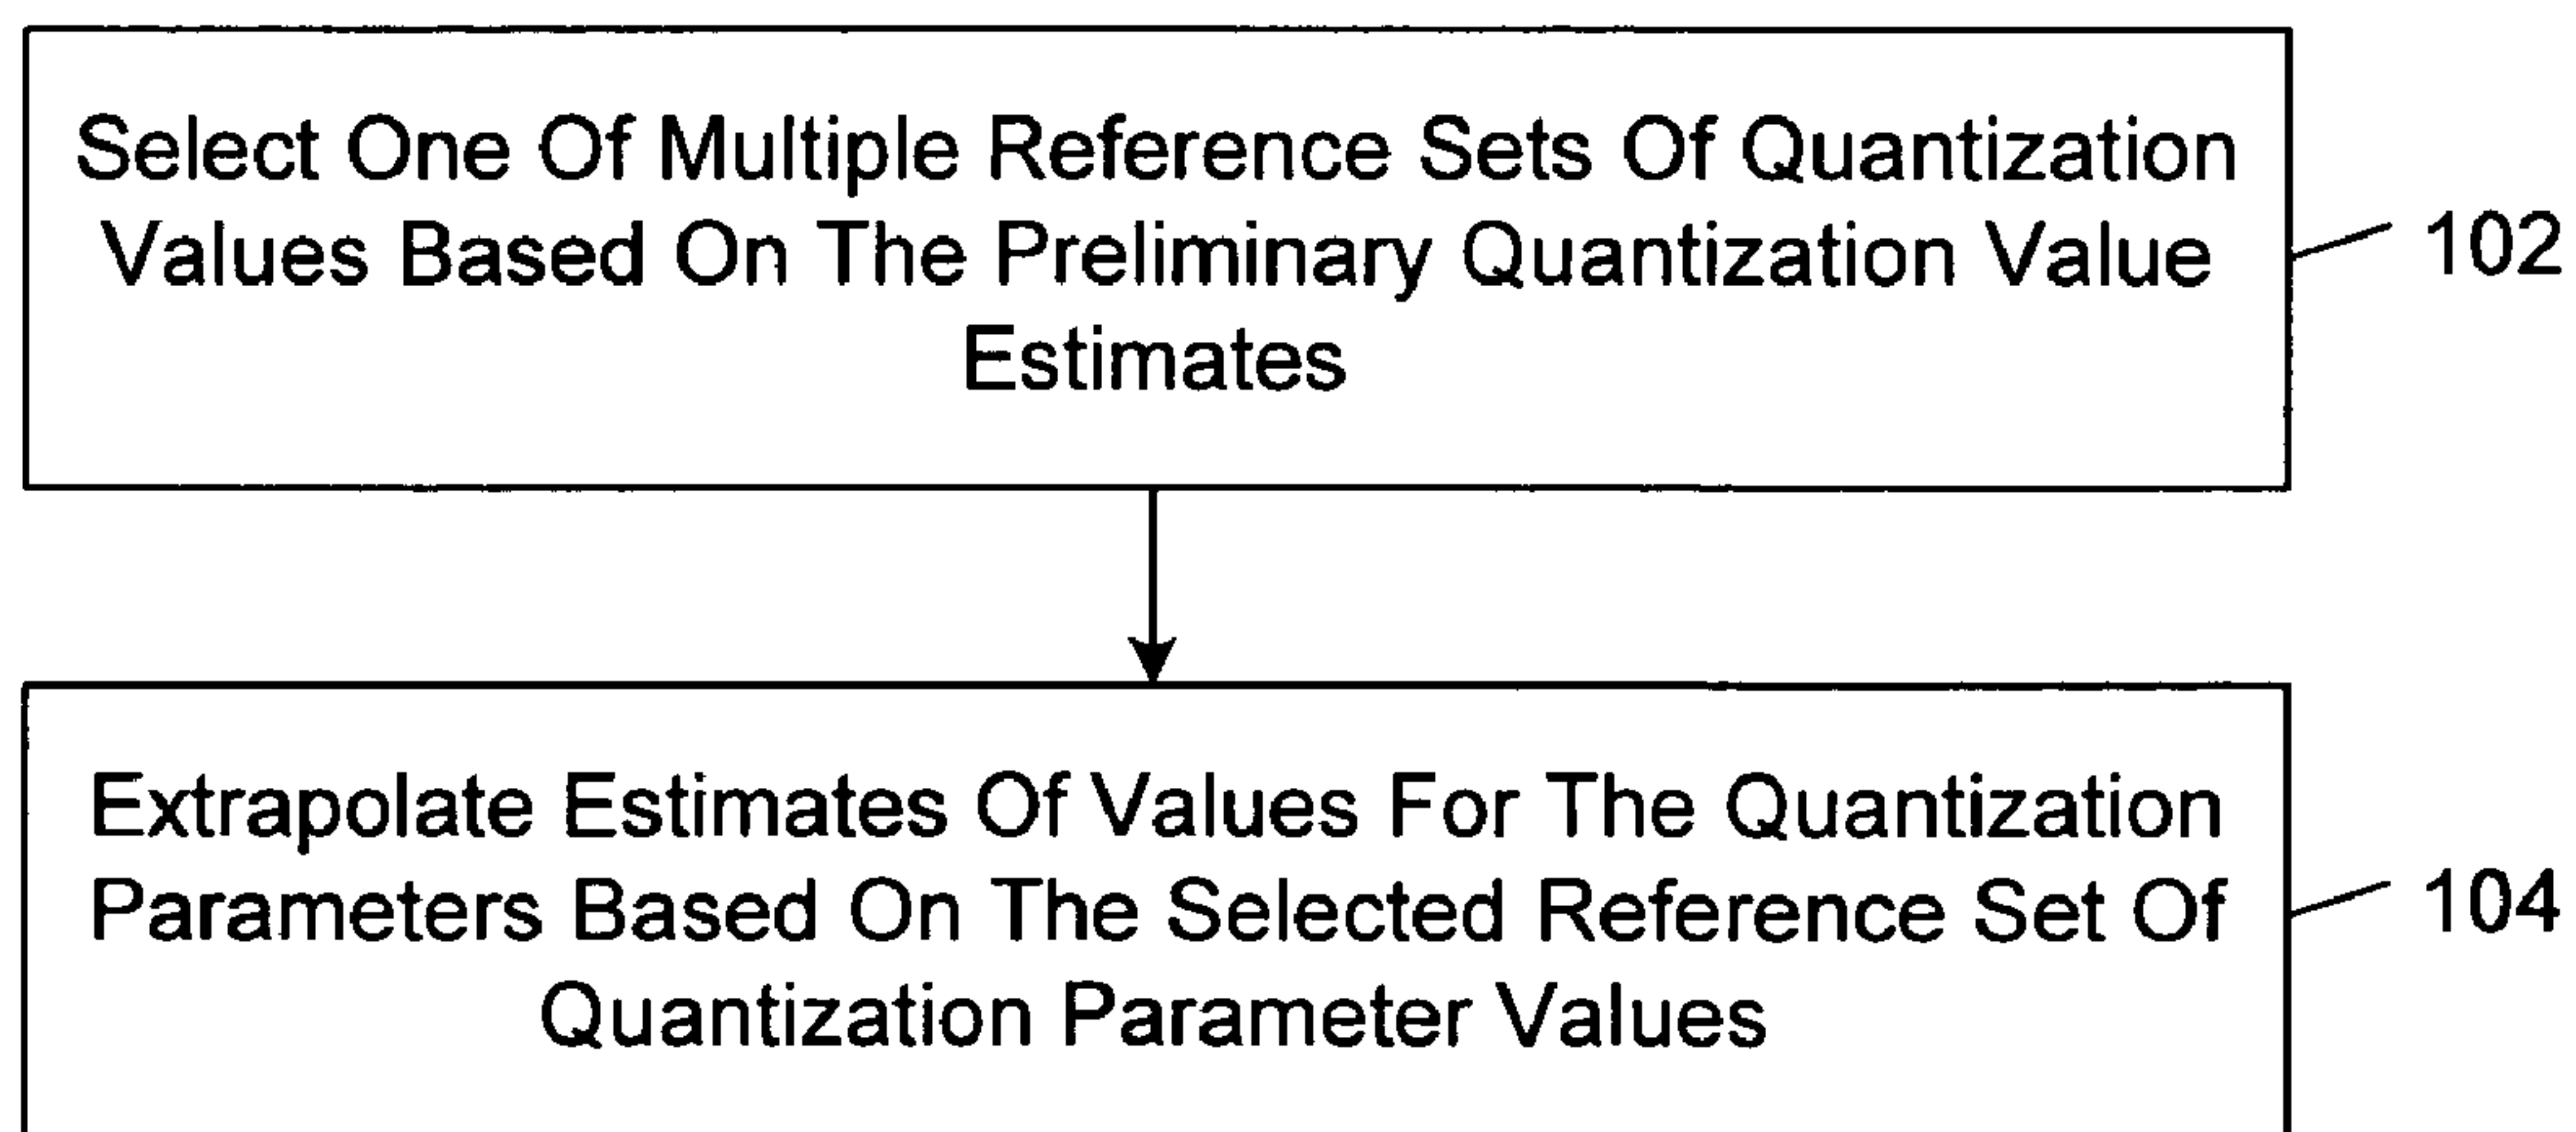 Select One Of Multiple Reference Sets Of Quantization
Values Based On The Preliminary Quantization Value
Estimates
102
Extrapolate Estimates Of Values For The Quantization
Parameters Based On The Selected Reference Set Of
Quantization Parameter Values
104